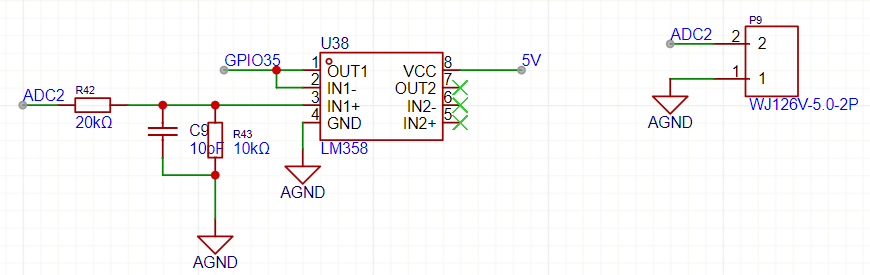 U38
GPIO35
1
OUT1
VCC
8
5V
2
IN1-
OUT2
7
ADC2
R42
20kΩ
3
IN1+
IN2-
6
4
GND
IN2+
5
LM358
C9
10pF
R43
10kΩ
AGND
AGND
P9
ADC2
2
2
1
1
WJ126V-5.0-2P
AGND